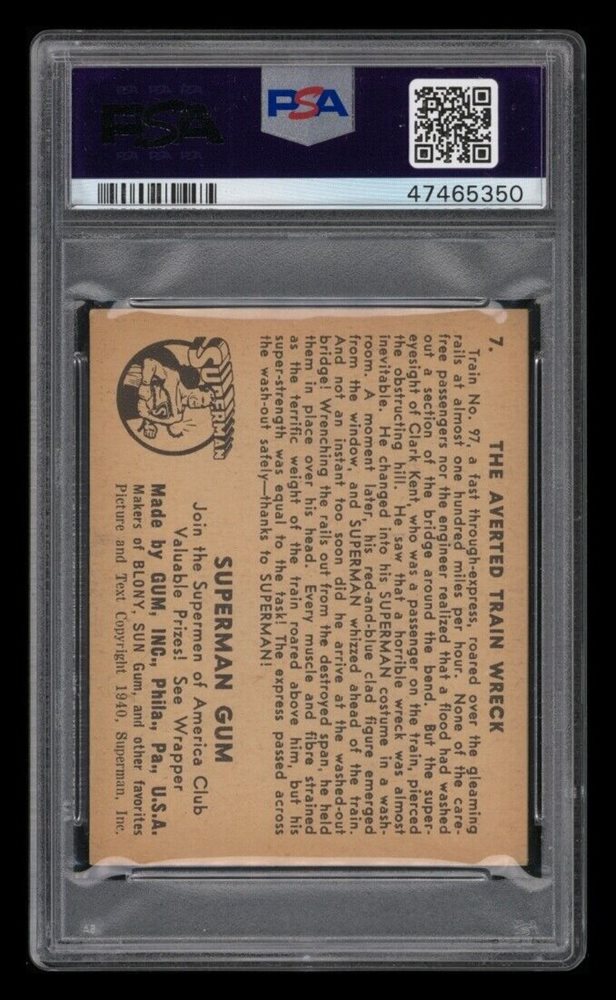 PSA
PSA
47465350
7. THE AVERTED TRAIN WRECK
Train No. 97, a fast through-express, roared over the gleaming
rails at almost one hundred miles per hour. None of the care-
free passengers nor the engineer realized that a flood had washed
out a section of the bridge around the bend. But the super-
eyesight of Clark Kent, who was a passenger on the train, pierced
the obstructing hill. He saw that a horrible wreck was almost
inevitable. He changed into his SUPERMAN costume in a wash-
room. A moment later, his red-and-blue clad figure emerged
from the window, and SUPERMAN whizzed ahead of the train.
And not an instant too soon did he arrive at the washed-out
bridge! Wrenching the rails out from the destroyed span, he held
them in place over his head. Every muscle and fibre strained
as the terrific weight of the train roared above him, but his
super-strength was equal to the task! The express passed across
the wash-out safely—thanks to SUPERMAN!
SUPERMAN
SUPERMAN GUM
Join the Supermen of America Club
Valuable Prizes! See Wrapper
Made by GUM, INC., Phila., Pa., U.S.A.
Makers of BLONY, SUN Gum, and other favorites
Picture and Text Copyright 1940, Superman, Inc.